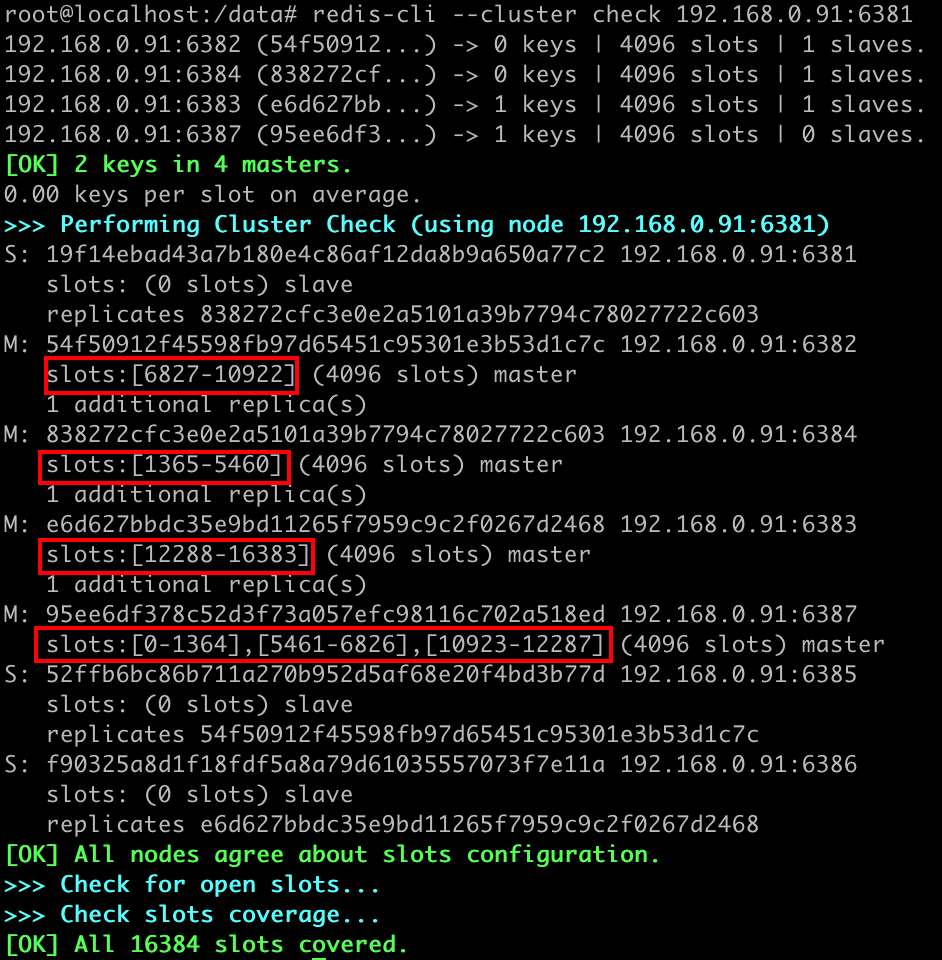 root@localhost:/data# redis-cli --cluster check 192.168.0.91:6381
192.168.0.91:6382 (54f50912...) -> 0 keys | 4096 slots | 1 slaves.
192.168.0.91:6384 (838272cf...) -> 0 keys | 4096 slots | 1 slaves.
192.168.0.91:6383 (e6d627bb...) -> 1 keys | 4096 slots | 1 slaves.
192.168.0.91:6387 (95ee6df3...) -> 1 keys | 4096 slots | 0 slaves.
[OK] 2 keys in 4 masters.
0.00 keys per slot on average.
>>> Performing Cluster Check (using node 192.168.0.91:6381)
S: 19f14ebad43a7b180e4c86af12da8b9a650a77c2 192.168.0.91:6381
   slots: (0 slots) slave
   replicates 838272cfc3e0e2a5101a39b7794c78027722c603
M: 54f50912f45598fb97d65451c95301e3b53d1c7c 192.168.0.91:6382
   slots:[6827-10922] (4096 slots) master
   1 additional replica(s)
M: 838272cfc3e0e2a5101a39b7794c78027722c603 192.168.0.91:6384
   slots:[1365-5460] (4096 slots) master
   1 additional replica(s)
M: e6d627bbdc35e9bd11265f7959c9c2f0267d2468 192.168.0.91:6383
   slots:[12288-16383] (4096 slots) master
   1 additional replica(s)
M: 95ee6df378c52d3f73a057efc98116c702a518ed 192.168.0.91:6387
   slots:[0-1364],[5461-6826],[10923-12287] (4096 slots) master
S: 52ffb6bc86b711a270b952d5af68e20f4bd3b77d 192.168.0.91:6385
   slots: (0 slots) slave
   replicates 54f50912f45598fb97d65451c95301e3b53d1c7c
S: f90325a8d1f18fdf5a8a79d61035557073f7e11a 192.168.0.91:6386
   slots: (0 slots) slave
   replicates e6d627bbdc35e9bd11265f7959c9c2f0267d2468
[OK] All nodes agree about slots configuration.
>>> Check for open slots...
>>> Check slots coverage...
[OK] All 16384 slots covered.